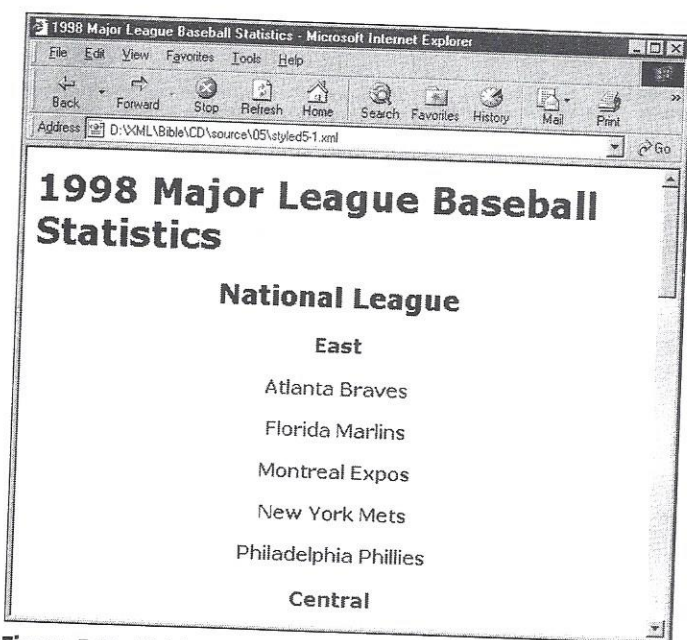 1998 Major League Baseball Statistics - Microsoft Internet Explorer
File Edit View Favorites Tools Help
Back Forward Stop Refresh Home Search Favorites History Mail Print
Address D:\XML\Bible\CD\source\05\styled5-1.xml Go
1998 Major League Baseball
Statistics
National League
East
Atlanta Braves
Florida Marlins
Montreal Expos
New York Mets
Philadelphia Phillies
Central